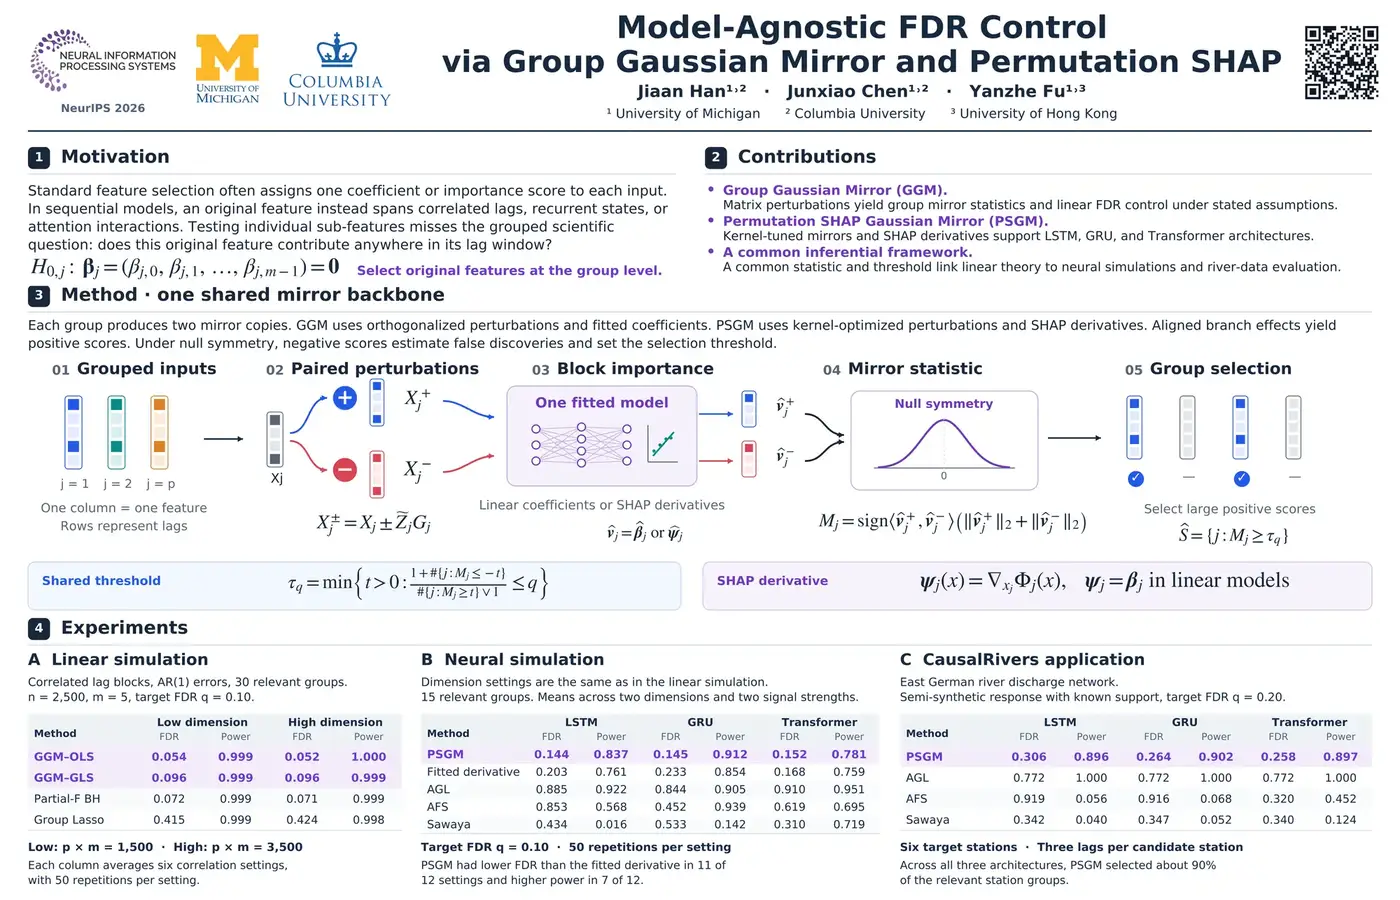 NEURAL INFORMATION
PROCESSING SYSTEMS
NeurIPS 2026
UNIVERSITY OF
MICHIGAN
COLUMBIA
UNIVERSITY
Model-Agnostic FDR Control
via Group Gaussian Mirror and Permutation SHAP
Jiaan Han¹˒² · Junxiao Chen¹˒² · Yanzhe Fu¹˒³
¹ University of Michigan ² Columbia University ³ University of Hong Kong
1 Motivation
Standard feature selection often assigns one coefficient or importance score to each input.
In sequential models, an original feature instead spans correlated lags, recurrent states, or
attention interactions. Testing individual sub-features misses the grouped scientific
question: does this original feature contribute anywhere in its lag window?
H₀,ⱼ : βⱼ = (βⱼ,₀, βⱼ,₁, …, βⱼ,ₘ₋₁) = 0 Select original features at the group level.
2 Contributions
• Group Gaussian Mirror (GGM).
Matrix perturbations yield group mirror statistics and linear FDR control under stated assumptions.
• Permutation SHAP Gaussian Mirror (PSGM).
Kernel-tuned mirrors and SHAP derivatives support LSTM, GRU, and Transformer architectures.
• A common inferential framework.
A common statistic and threshold link linear theory to neural simulations and river-data evaluation.
3 Method · one shared mirror backbone
Each group produces two mirror copies. GGM uses orthogonalized perturbations and fitted coefficients. PSGM uses kernel-optimized perturbations and SHAP derivatives. Aligned branch effects yield
positive scores. Under null symmetry, negative scores estimate false discoveries and set the selection threshold.
01 Grouped inputs
j = 1 j = 2 j = p
One column = one feature
Rows represent lags
02 Paired perturbations
Xj
+ Xⱼ⁺
− Xⱼ⁻
Xⱼ± = Xⱼ ± Z̃ⱼGⱼ
03 Block importance
One fitted model
Linear coefficients or SHAP derivatives
v̂ⱼ = β̂ⱼ or ψ̂ⱼ
v̂ⱼ⁺
v̂ⱼ⁻
04 Mirror statistic
Null symmetry
0
Mⱼ = sign⟨v̂ⱼ⁺, v̂ⱼ⁻⟩(‖v̂ⱼ⁺‖₂ + ‖v̂ⱼ⁻‖₂)
05 Group selection
✓ — ✓ —
Select large positive scores
Ŝ = {j : Mⱼ ≥ τ_q}
Shared threshold τ_q = min{t > 0 : (1 + #{j : Mⱼ ≤ −t}) / (#{j : Mⱼ ≥ t} ∨ 1) ≤ q}
SHAP derivative ψⱼ(x) = ∇ₓⱼΦⱼ(x), ψⱼ = βⱼ in linear models
4 Experiments
A Linear simulation
Correlated lag blocks, AR(1) errors, 30 relevant groups.
n = 2,500, m = 5, target FDR q = 0.10.
Low dimension High dimension
Method FDR Power FDR Power
GGM–OLS 0.054 0.999 0.052 1.000
GGM–GLS 0.096 0.999 0.096 0.999
Partial-F BH 0.072 0.999 0.071 0.999
Group Lasso 0.415 0.999 0.424 0.998
Low: p × m = 1,500 · High: p × m = 3,500
Each column averages six correlation settings,
with 50 repetitions per setting.
B Neural simulation
Dimension settings are the same as in the linear simulation.
15 relevant groups. Means across two dimensions and two signal strengths.
LSTM GRU Transformer
Method FDR Power FDR Power FDR Power
PSGM 0.144 0.837 0.145 0.912 0.152 0.781
Fitted derivative 0.203 0.761 0.233 0.854 0.168 0.759
AGL 0.885 0.922 0.844 0.905 0.910 0.951
AFS 0.853 0.568 0.452 0.939 0.619 0.695
Sawaya 0.434 0.016 0.533 0.142 0.310 0.719
Target FDR q = 0.10 · 50 repetitions per setting
PSGM had lower FDR than the fitted derivative in 11 of
12 settings and higher power in 7 of 12.
C CausalRivers application
East German river discharge network.
Semi-synthetic response with known support, target FDR q = 0.20.
LSTM GRU Transformer
Method FDR Power FDR Power FDR Power
PSGM 0.306 0.896 0.264 0.902 0.258 0.897
AGL 0.772 1.000 0.772 1.000 0.772 1.000
AFS 0.919 0.056 0.916 0.068 0.320 0.452
Sawaya 0.342 0.040 0.347 0.052 0.340 0.124
Six target stations · Three lags per candidate station
Across all three architectures, PSGM selected about 90%
of the relevant station groups.